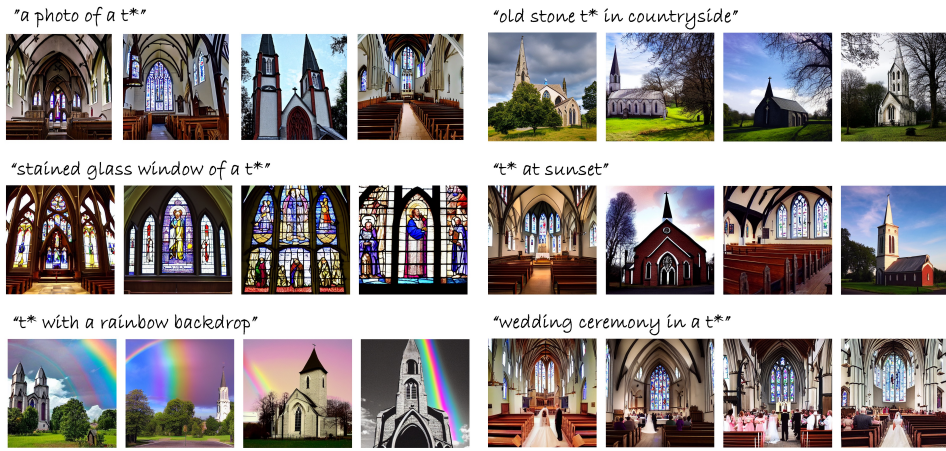 "a photo of a t*"
"old stone t* in countryside"
"stained glass window of a t*"
"t* at sunset"
"t* with a rainbow backdrop"
"wedding ceremony in a t*"